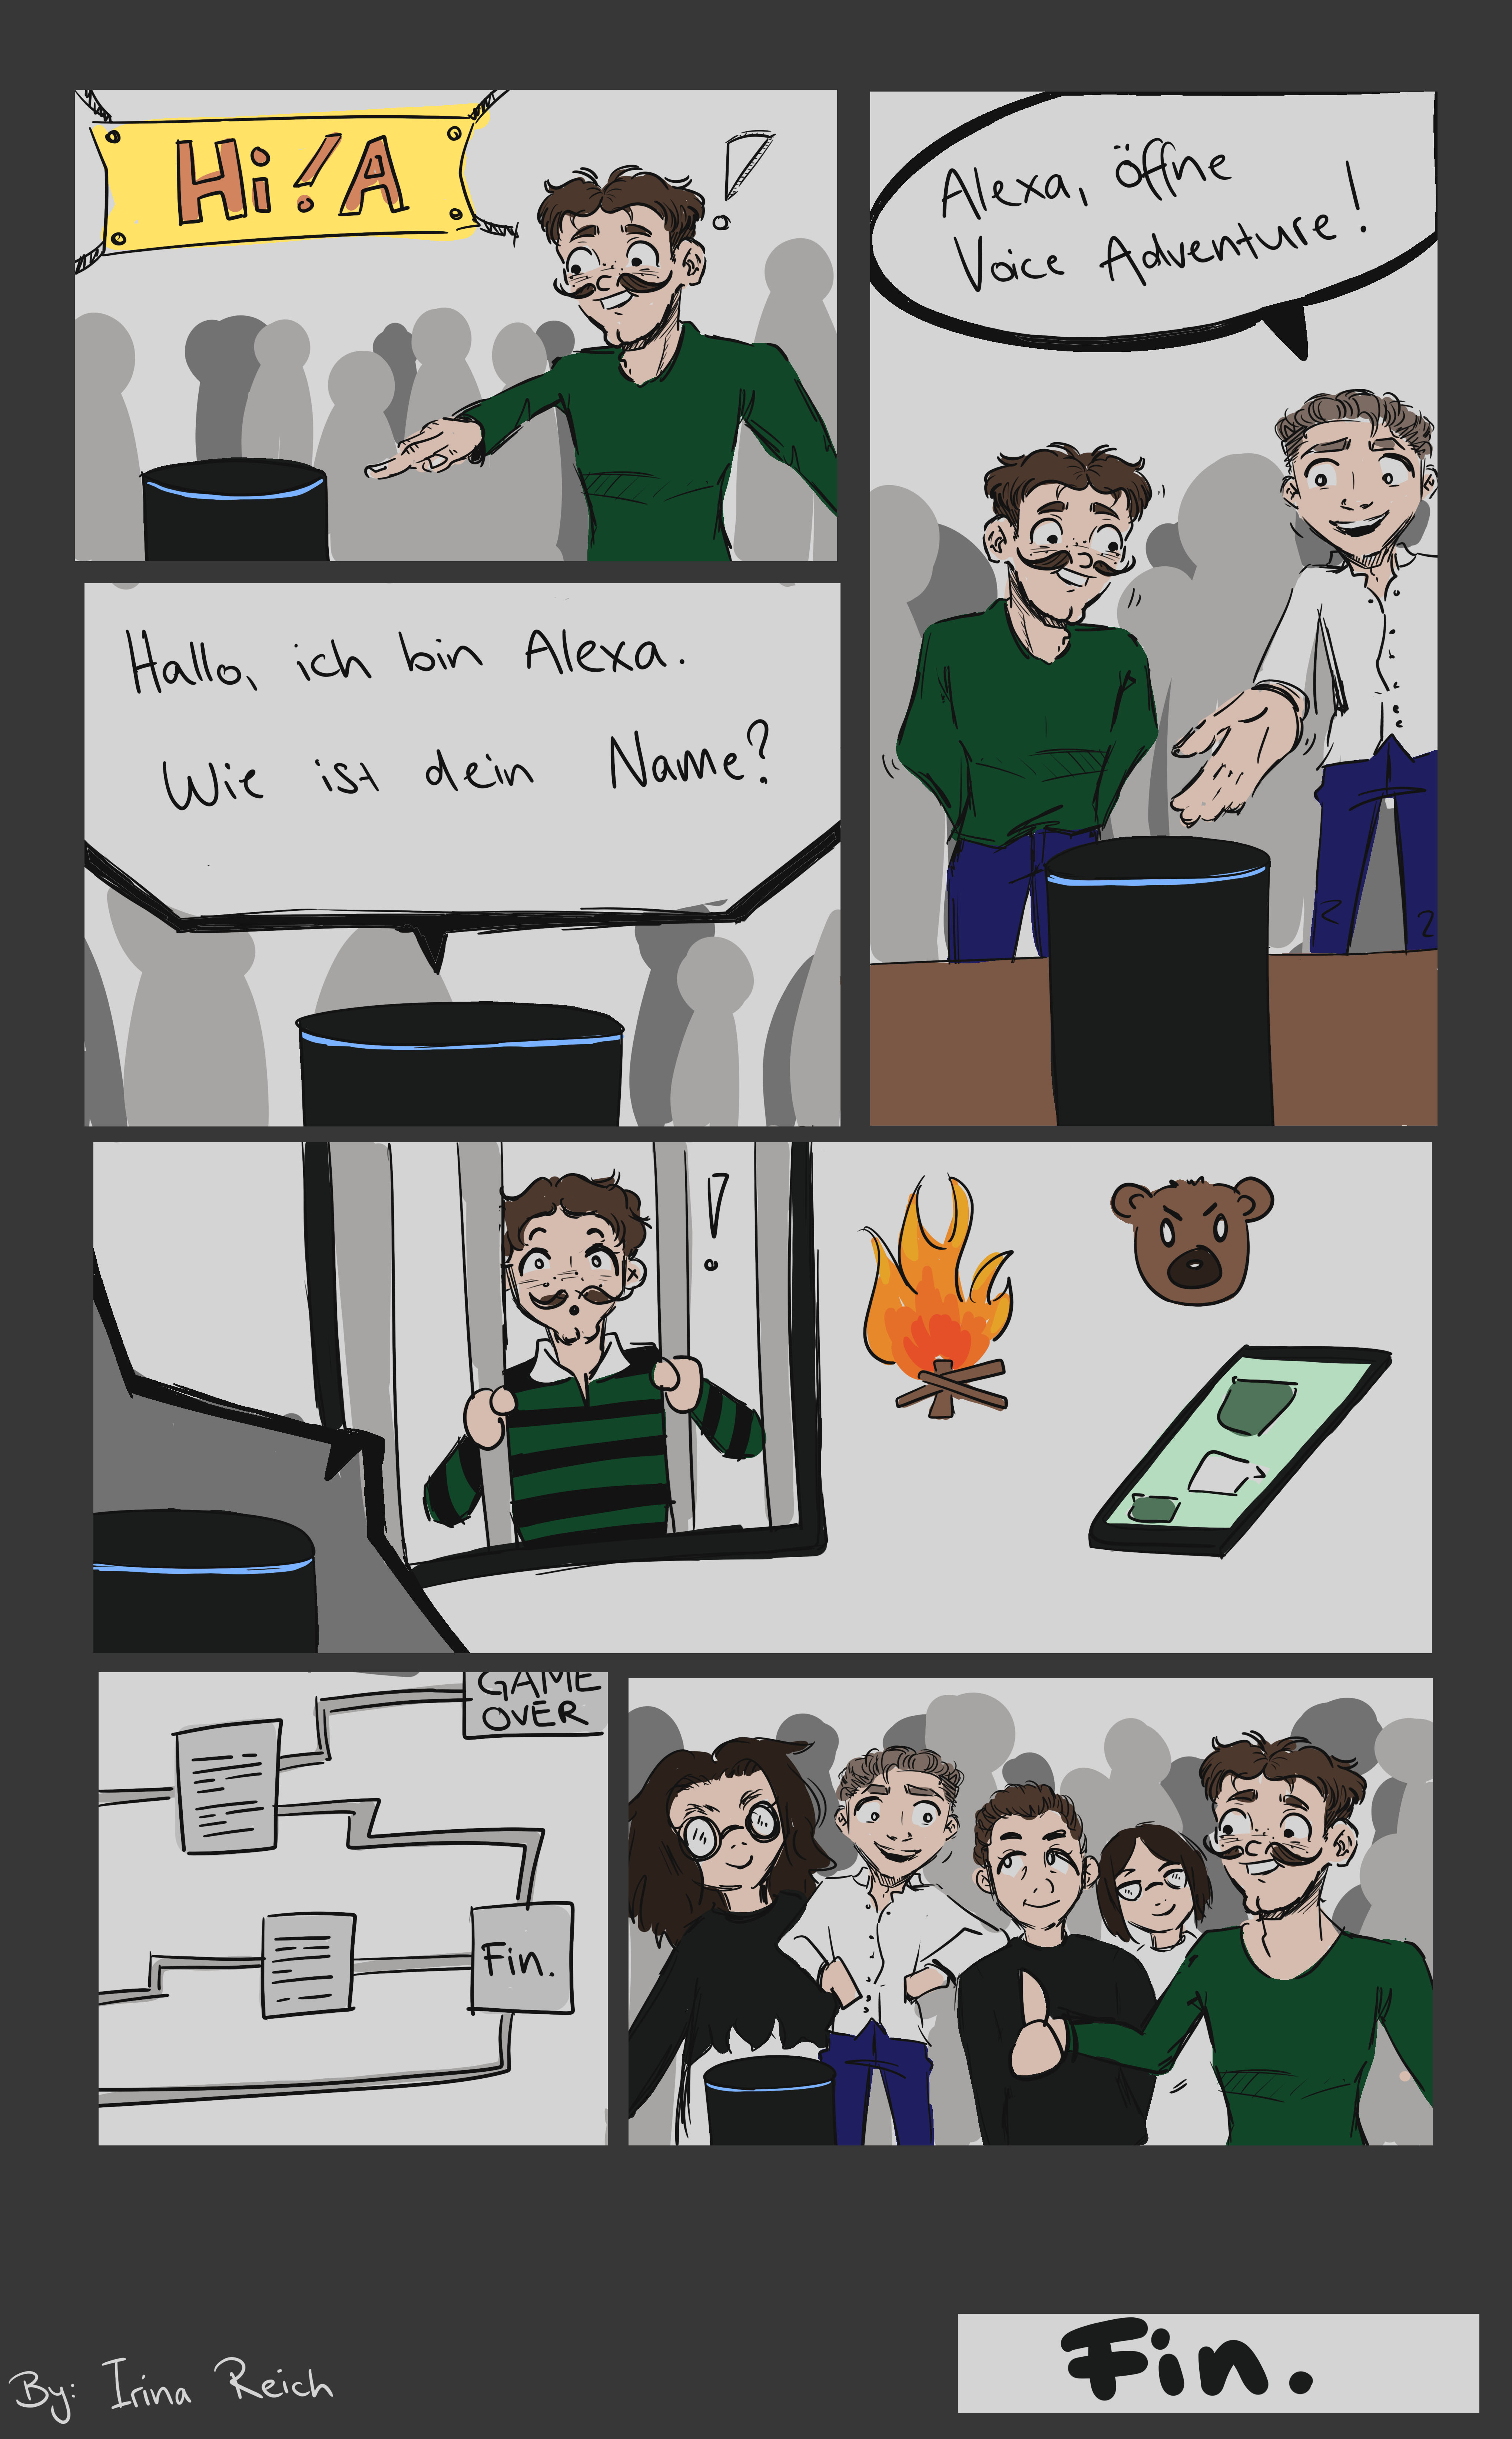 Hi!A
Alexa, öffne
Voice Adventure!
Hallo, ich bin Alexa.
Wie ist dein Name?
GAME
OVER
Fin.
Fin.
By: Irina Reich